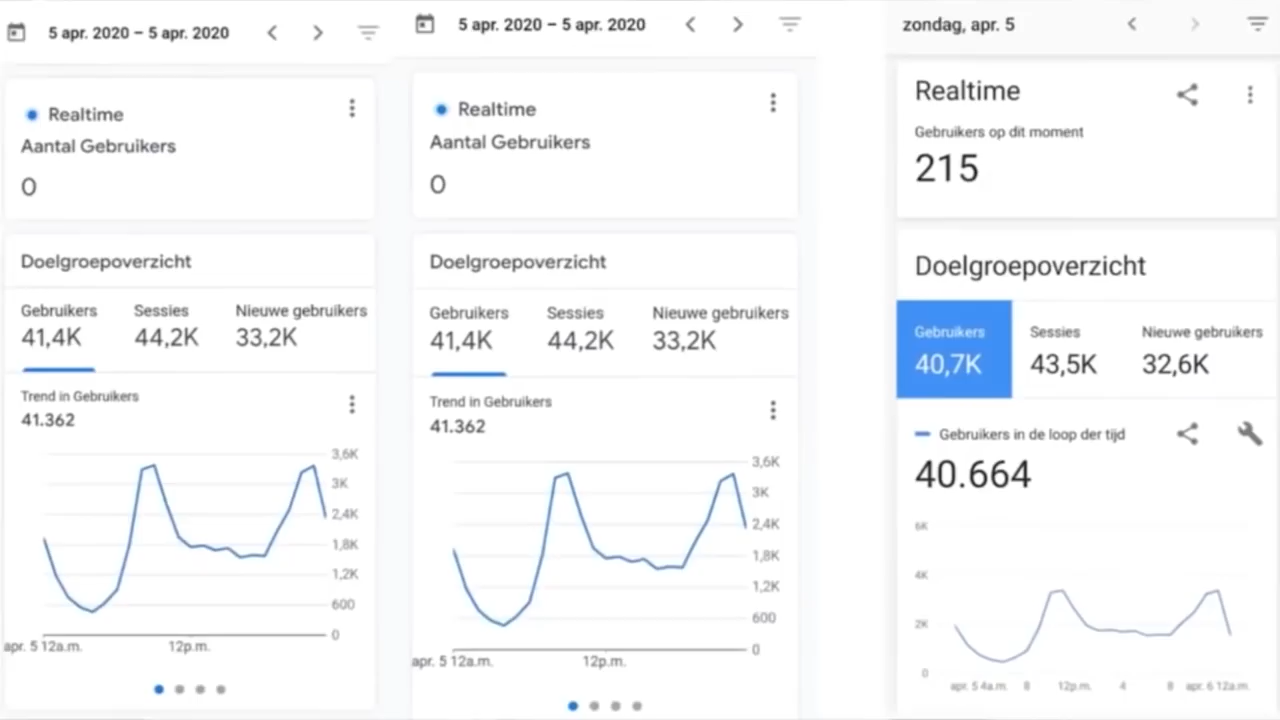 5 apr. 2020 – 5 apr. 2020
Realtime
Aantal Gebruikers
0
Doelgroepoverzicht
Gebruikers Sessies Nieuwe gebruikers
41,4K 44,2K 33,2K
Trend in Gebruikers
41.362
3,6K
3K
2,4K
1,8K
1,2K
600
0
apr. 5 12a.m. 12p.m.
5 apr. 2020 – 5 apr. 2020
Realtime
Aantal Gebruikers
0
Doelgroepoverzicht
Gebruikers Sessies Nieuwe gebruikers
41,4K 44,2K 33,2K
Trend in Gebruikers
41.362
3,6K
3K
2,4K
1,8K
1,2K
600
0
apr. 5 12a.m. 12p.m.
zondag, apr. 5
Realtime
Gebruikers op dit moment
215
Doelgroepoverzicht
Gebruikers Sessies Nieuwe gebruikers
40,7K 43,5K 32,6K
Gebruikers in de loop der tijd
40.664
6K
4K
2K
0
apr. 5 4a.m. 8 12p.m. 4 8 apr. 6 12a.m.